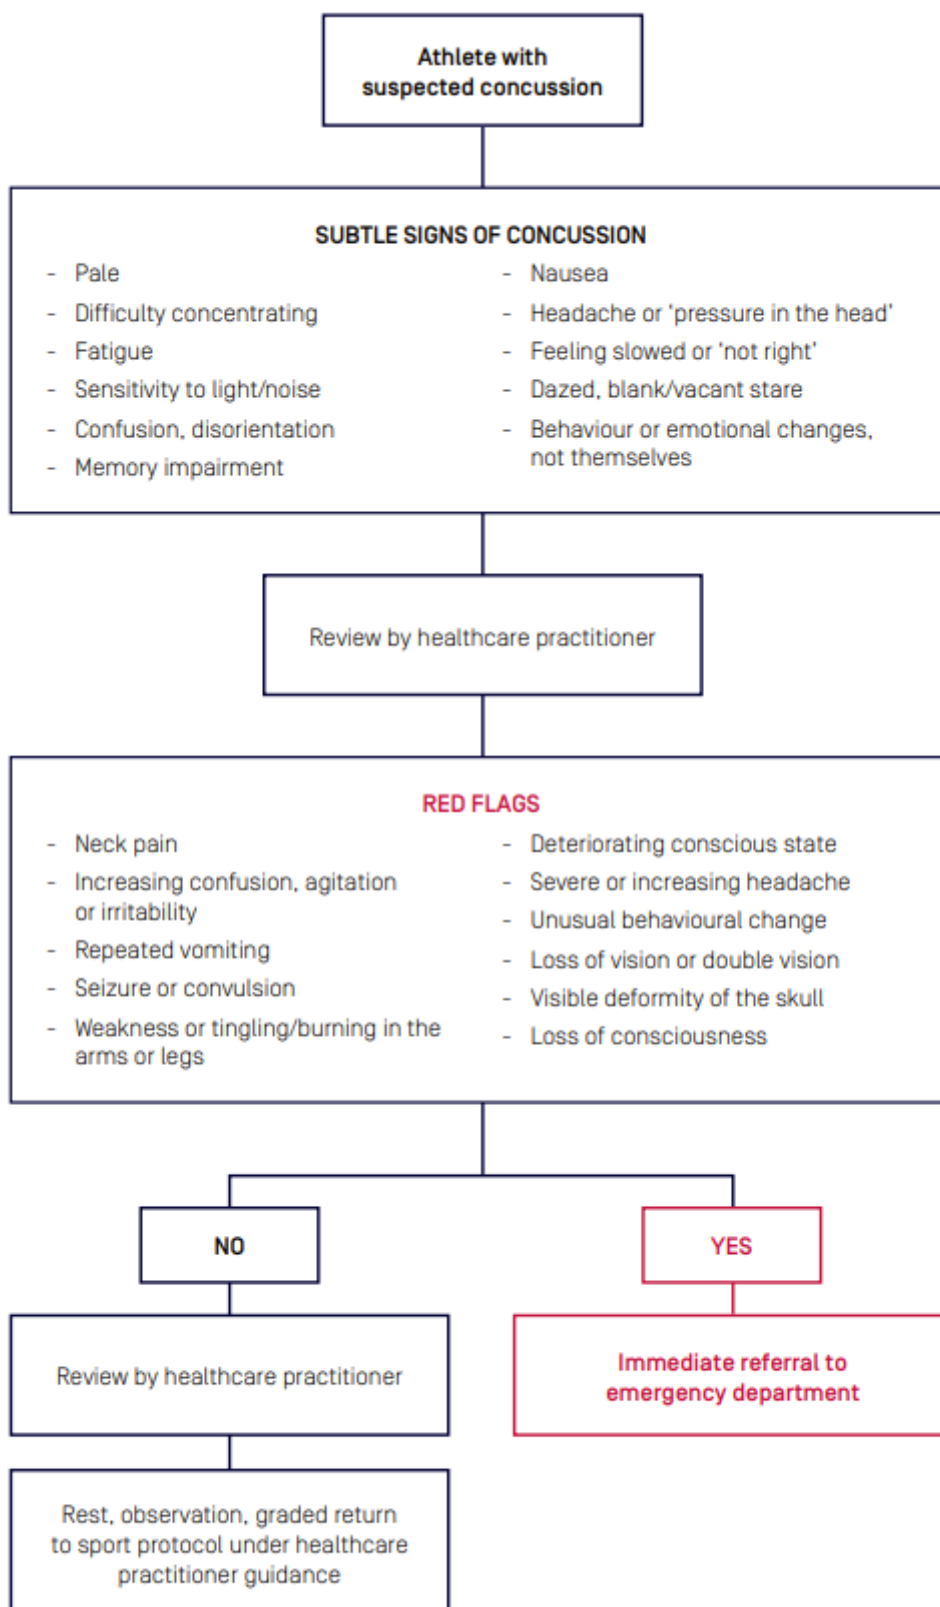 Athlete with
suspected concussion
SUBTLE SIGNS OF CONCUSSION
- Pale
- Difficulty concentrating
- Fatigue
- Sensitivity to light/noise
- Confusion, disorientation
- Memory impairment
- Nausea
- Headache or ‘pressure in the head’
- Feeling slowed or ‘not right’
- Dazed, blank/vacant stare
- Behaviour or emotional changes,
not themselves
Review by healthcare practitioner
RED FLAGS
- Neck pain
- Increasing confusion, agitation
or irritability
- Repeated vomiting
- Seizure or convulsion
- Weakness or tingling/burning in the
arms or legs
- Deteriorating conscious state
- Severe or increasing headache
- Unusual behavioural change
- Loss of vision or double vision
- Visible deformity of the skull
- Loss of consciousness
NO
Review by healthcare practitioner
Rest, observation, graded return
to sport protocol under healthcare
practitioner guidance
YES
Immediate referral to
emergency department